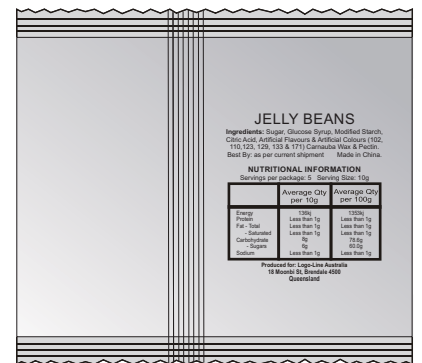 JELLY BEANS
Ingredients: Sugar, Glucose Syrup, Modified Starch,
Citric Acid, Artificial Flavours & Artificial Colours (102,
110,123, 129, 133 & 171) Carnauba Wax & Pectin.
Best By: as per current shipment Made in China.
NUTRITIONAL INFORMATION
Servings per package: 5 Serving Size: 10g
Average Qty per 10g Average Qty per 100g
Energy 136kj 1353kj
Protein Less than 1g Less than 1g
Fat - Total Less than 1g Less than 1g
- Saturated Less than 1g Less than 1g
Carbohydrate 8g 78.6g
- Sugars 6g 60.0g
Sodium Less than 1g Less than 1g
Produced for: Logo-Line Australia
18 Moonbi St, Brendale 4500
Queensland